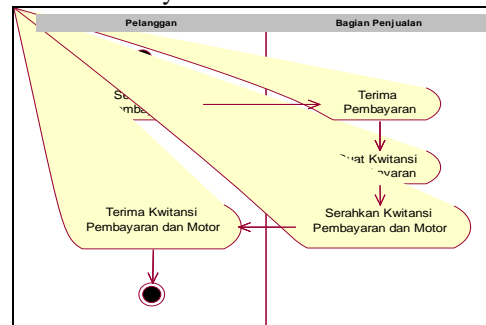 Pelanggan
Bagian Penjualan
Terima
Pembayaran
Terima Kwitansi
Pembayaran dan Motor
Serahkan Kwitansi
Pembayaran dan Motor